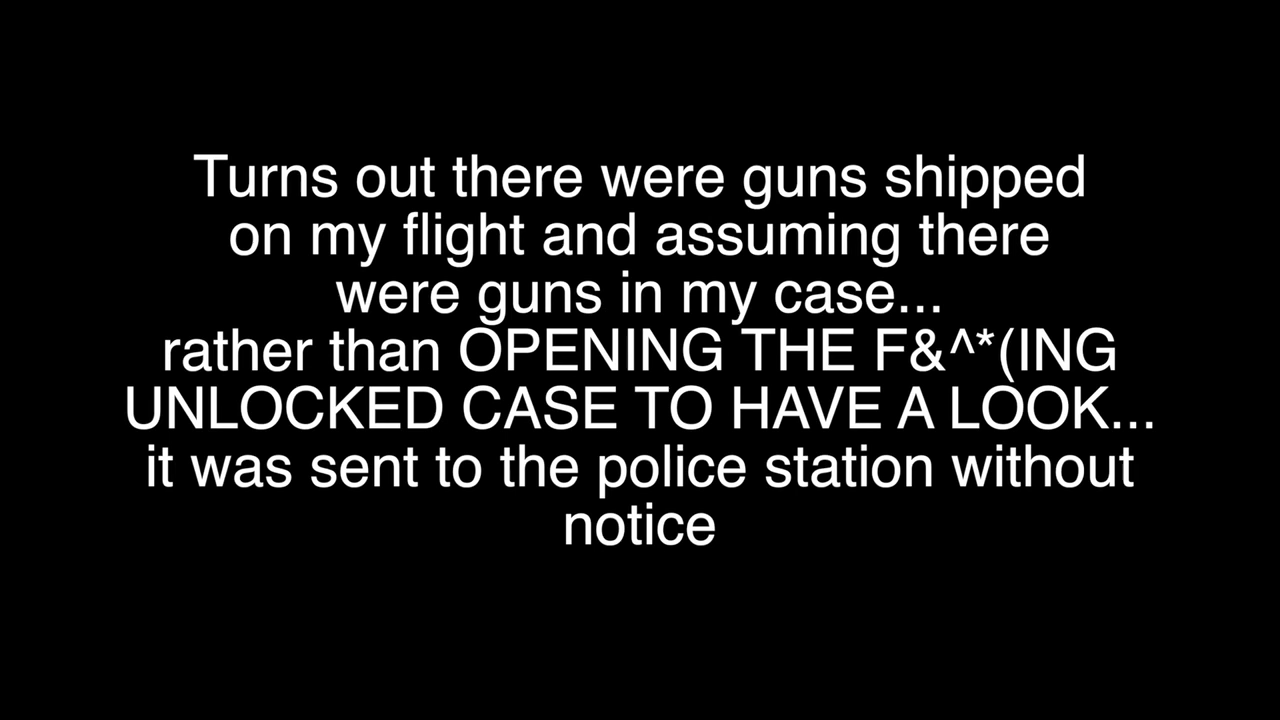 Turns out there were guns shipped
on my flight and assuming there
were guns in my case...
rather than OPENING THE F&^*(ING
UNLOCKED CASE TO HAVE A LOOK...
it was sent to the police station without
notice